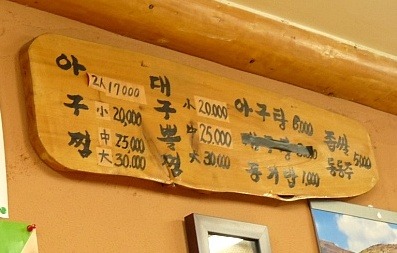 아구찜
2人 17000
小 20,000
中 25,000
大 30,000
대구뽈찜
小 20,000
中 25,000
大 30,000
아구탕 6,000
공기밥 1,000
좁쌀동동주 5,000